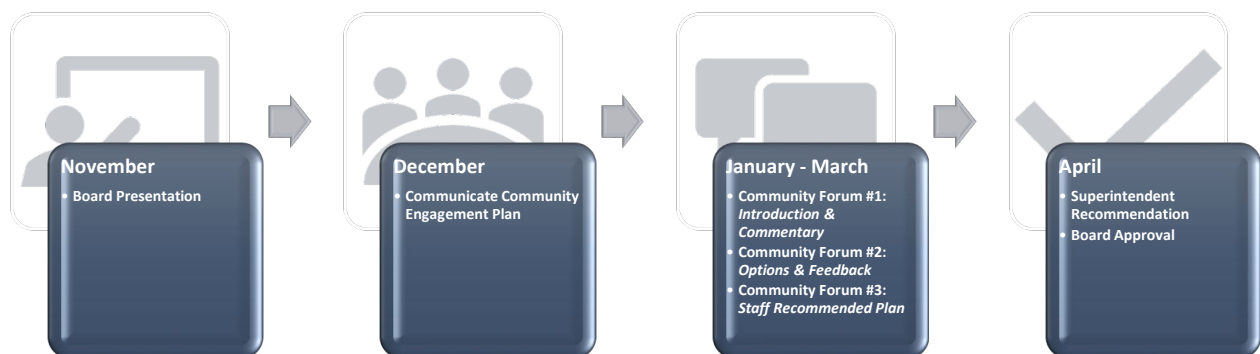 November
• Board Presentation
December
• Communicate Community
Engagement Plan
January - March
• Community Forum #1:
Introduction &
Commentary
• Community Forum #2:
Options & Feedback
• Community Forum #3:
Staff Recommended Plan
April
• Superintendent
Recommendation
• Board Approval